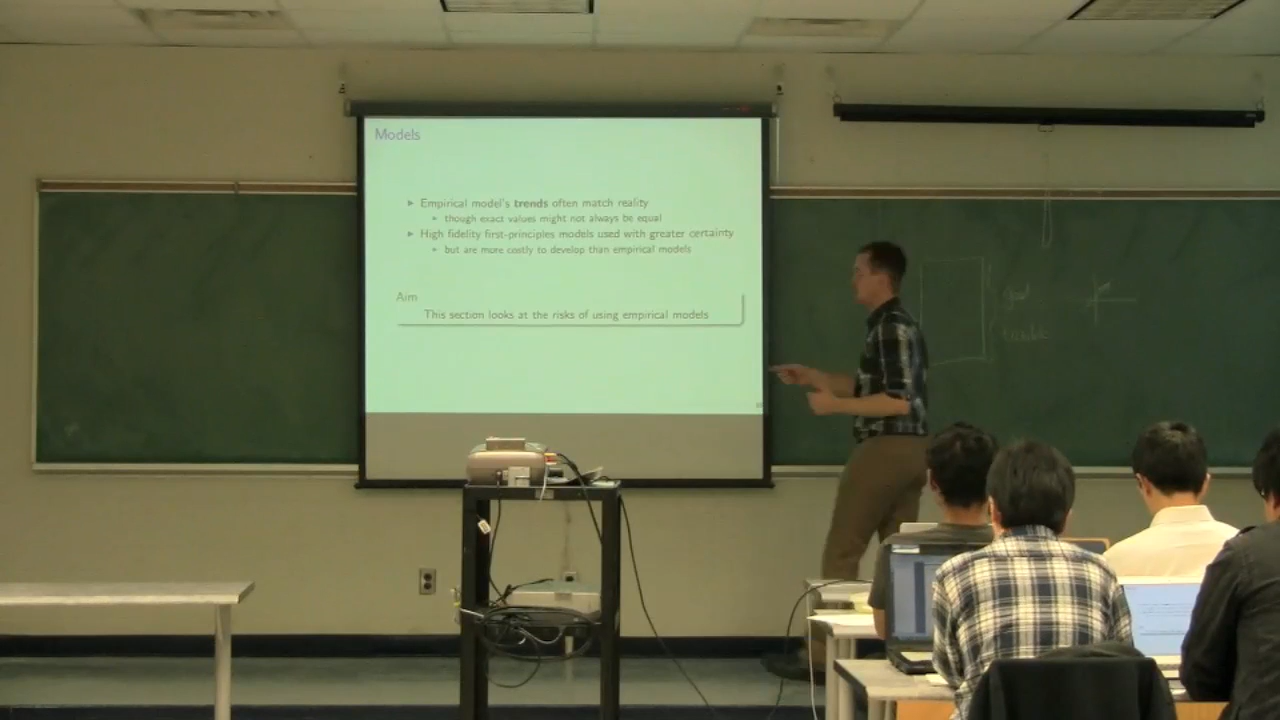 Models
Empirical model's trends often match reality
though exact values might not always be equal
High fidelity first-principles models used with greater certainty
but are more costly to develop than empirical models
Aim
This section looks at the risks of using empirical models